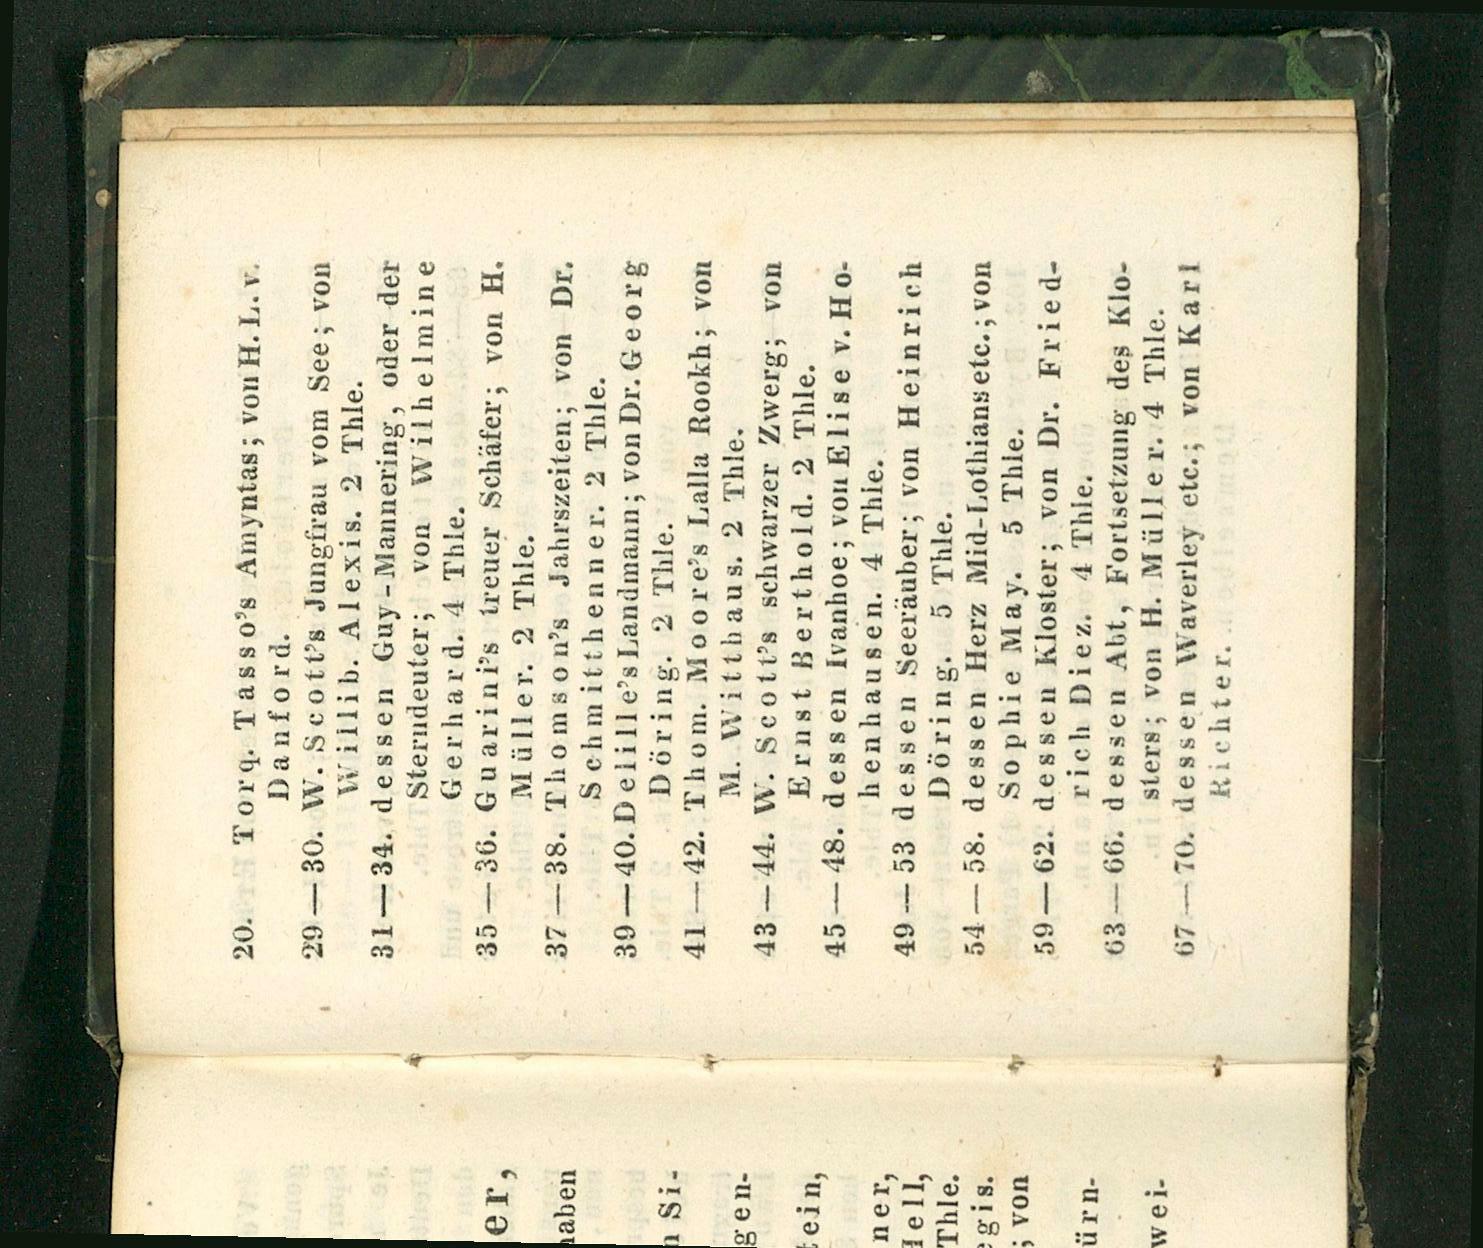 20. Torq. Tasso's Amyntas; von H. L. v.
Danford.
29—30. W. Scott's Jungfrau vom See; von
Willib. Alexis. 2 Thle.
31—34. dessen Guy-Mannering, oder der
Sterndeuter; von Wilhelmine
Gerhard. 4 Thle.
35—36. Guarini's treuer Schäfer; von H.
Müller. 2 Thle.
37—38. Thomson's Jahrszeiten; von Dr.
Schmitthenner. 2 Thle.
39—40. Delille's Landmann; von Dr. Georg
Döring. 2 Thle.
41—42. Thom. Moore's Lalla Rookh; von
M. Witthaus. 2 Thle.
43—44. W. Scott's schwarzer Zwerg; von
Ernst Berthold. 2 Thle.
45—48. dessen Ivanhoe; von Elise v. Ho-
henhausen. 4 Thle.
49—53 dessen Seeräuber; von Heinrich
Döring. 5 Thle.
54—58. dessen Herz Mid-Lothians etc.; von
Sophie May. 5 Thle.
59—62. dessen Kloster; von Dr. Fried-
rich Diez. 4 Thle.
63—66. dessen Abt, Fortsetzung des Klo-
sters; von H. Müller. 4 Thle.
67—70. dessen Waverley etc.; von Karl
Richter.
er,
haben
n Si-
gen-
tein,
ner,
Hell,
Thle.
egis.
; von
ürn-
wei-